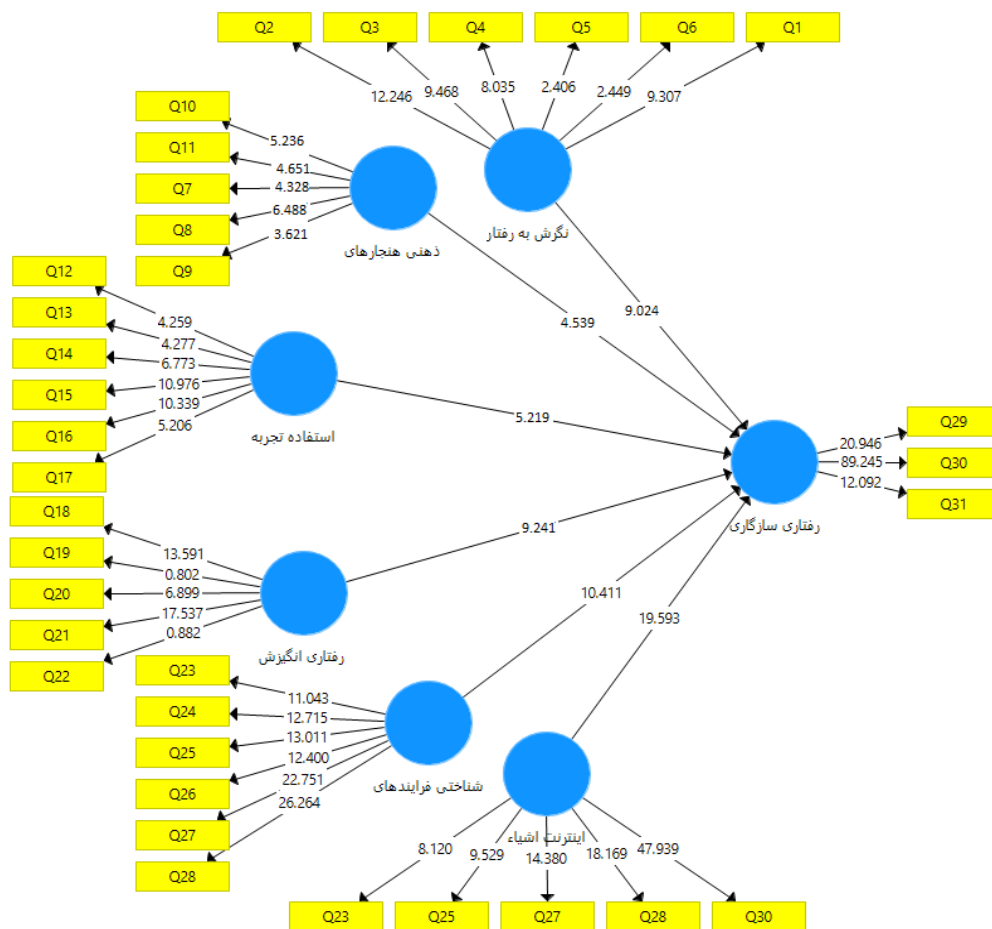 Q2 Q3 Q4 Q5 Q6 Q1
12.246 9.468 8.035 2.406 2.449 9.307
نگرش به رفتار
Q10
Q11
Q7
Q8
Q9
5.236
4.651
4.328
6.488
3.621
ذهنی هنجارهای
Q12
Q13
Q14
Q15
Q16
Q17
4.259
4.277
6.773
10.976
10.339
5.206
استفاده تجربه
Q18
Q19
Q20
Q21
Q22
13.591
0.802
6.899
17.537
0.882
رفتاری انگیزش
Q23
Q24
Q25
Q26
Q27
Q28
11.043
12.715
13.011
12.400
22.751
26.264
شناختی فرایندهای
اینترنت اشیاء
8.120 9.529 14.380 18.169 47.939
Q23 Q25 Q27 Q28 Q30
9.024
4.539
5.219
9.241
10.411
19.593
رفتاری سازگاری
20.946
89.245
12.092
Q29
Q30
Q31